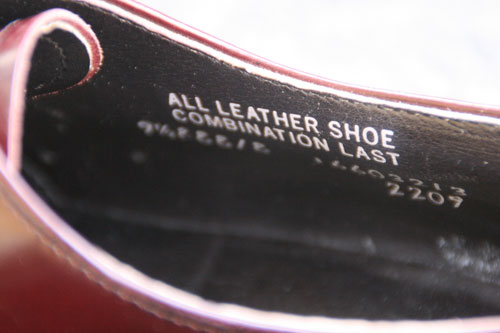 ALL LEATHER SHOE
COMBINATION LAST
2209